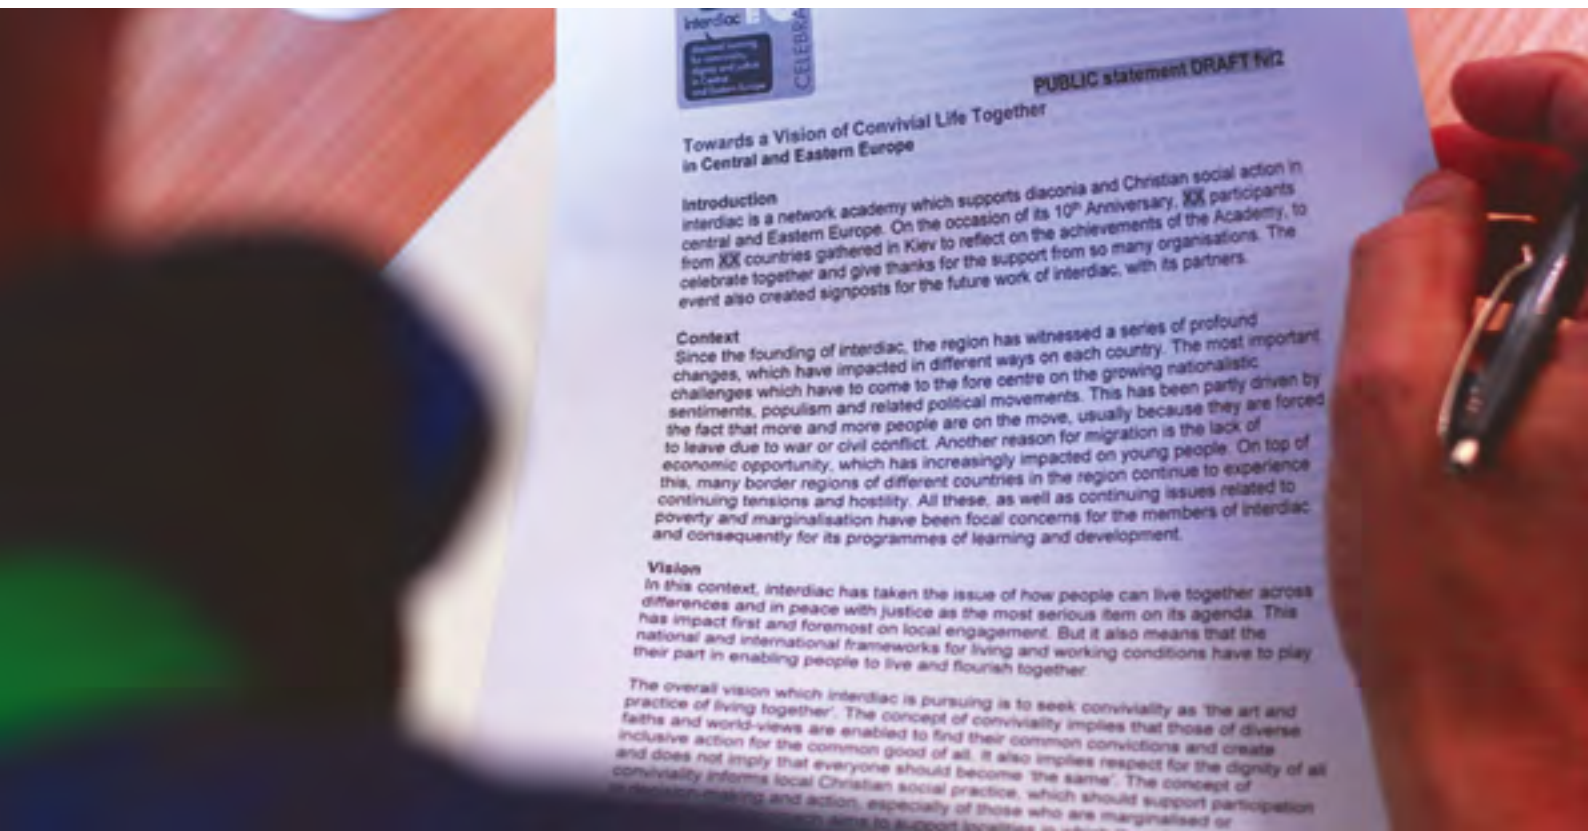 interdiac
CELEBRA
and Eastern Europe
PUBLIC statement DRAFT Nr2
Towards a Vision of Convivial Life Together
in Central and Eastern Europe
Introduction
interdiac is a network academy which supports diaconia and Christian social action in
central and Eastern Europe. On the occasion of its 10th Anniversary, XX participants
from XX countries gathered in Kiev to reflect on the achievements of the Academy, to
celebrate together and give thanks for the support from so many organisations. The
event also created signposts for the future work of interdiac, with its partners.
Context
Since the founding of interdiac, the region has witnessed a series of profound
changes, which have impacted in different ways on each country. The most important
challenges which have to come to the fore centre on the growing nationalistic
sentiments, populism and related political movements. This has been partly driven by
the fact that more and more people are on the move, usually because they are forced
to leave due to war or civil conflict. Another reason for migration is the lack of
economic opportunity, which has increasingly impacted on young people. On top of
this, many border regions of different countries in the region continue to experience
continuing tensions and hostility. All these, as well as continuing issues related to
poverty and marginalisation have been focal concerns for the members of interdiac
and consequently for its programmes of learning and development.
Vision
In this context, interdiac has taken the issue of how people can live together across
differences and in peace with justice as the most serious item on its agenda. This
has impact first and foremost on local engagement. But it also means that the
national and international frameworks for living and working conditions have to play
their part in enabling people to live and flourish together.
The overall vision which interdiac is pursuing is to seek conviviality as 'the art and
practice of living together'. The concept of conviviality implies that those of diverse
faiths and world-views are enabled to find their common convictions and create
inclusive action for the common good of all. It also implies respect for the dignity of all
and does not imply that everyone should become 'the same'. The concept of
conviviality informs local Christian social practice, which should support participation
in decision-making and action, especially of those who are marginalised or
to support localities in which